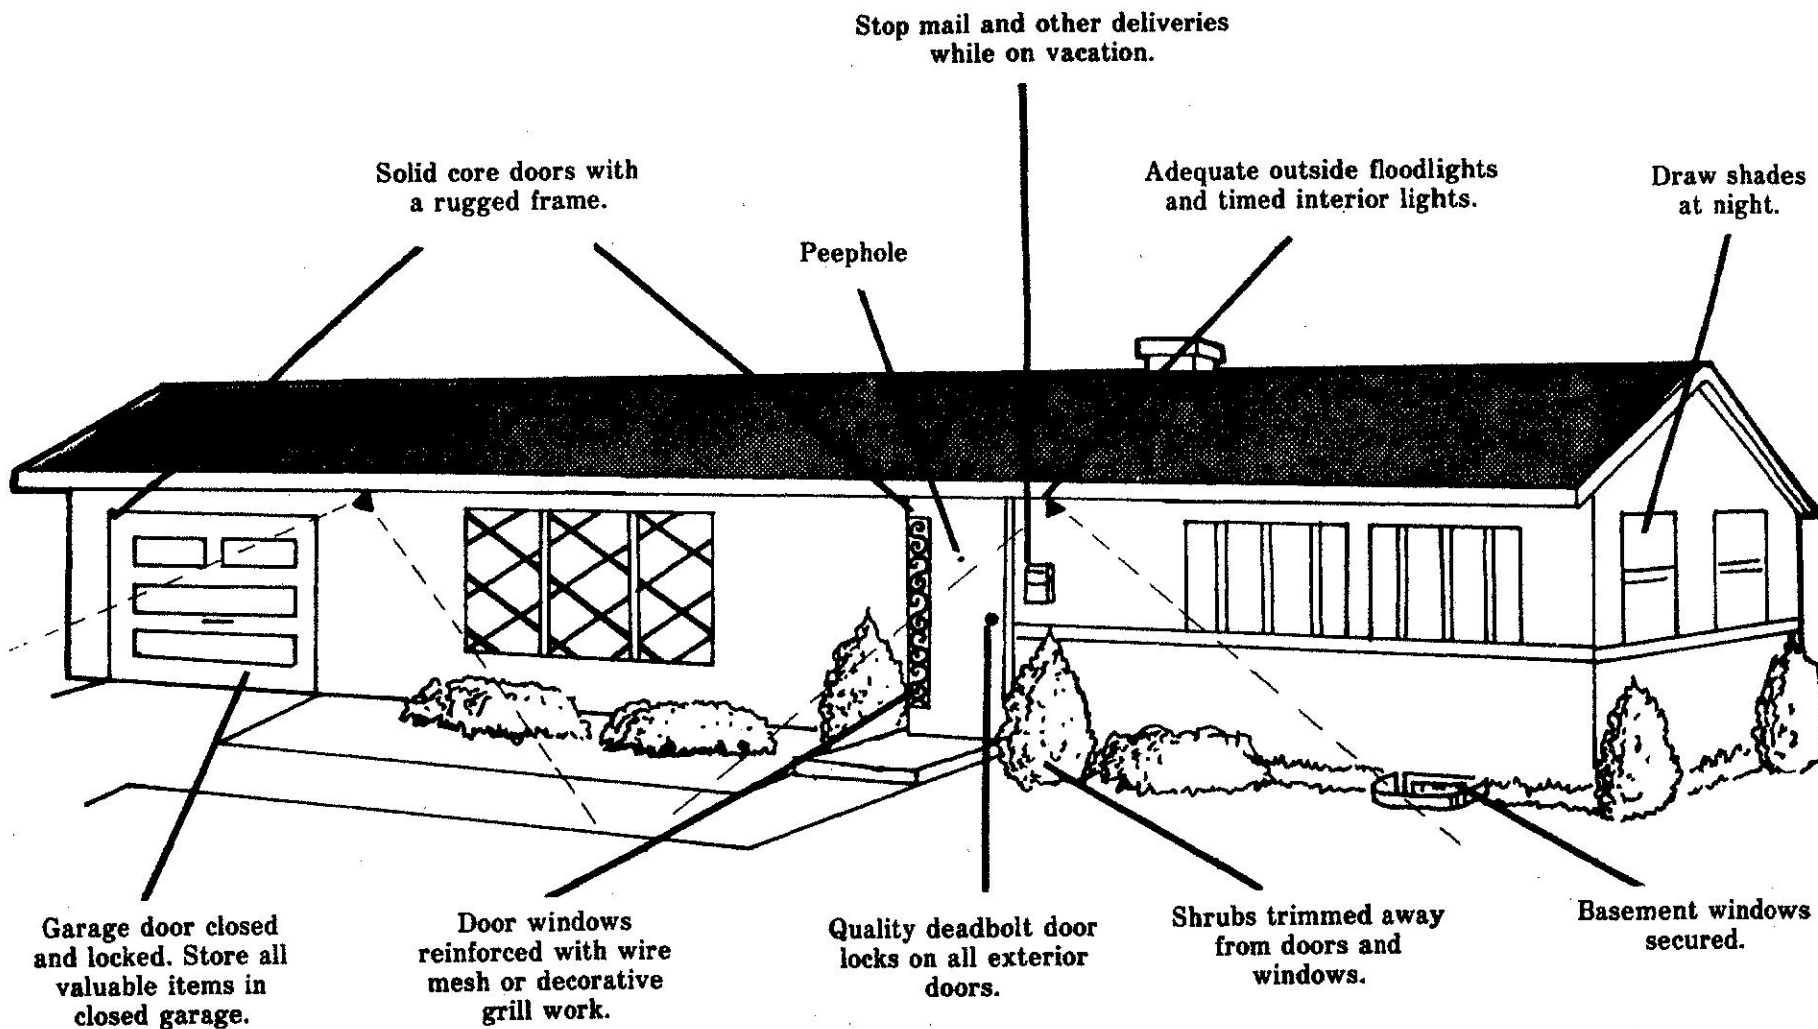 Stop mail and other deliveries
while on vacation.
Solid core doors with
a rugged frame.
Adequate outside floodlights
and timed interior lights.
Draw shades
at night.
Peephole
Garage door closed
and locked. Store all
valuable items in
closed garage.
Door windows
reinforced with wire
mesh or decorative
grill work.
Quality deadbolt door
locks on all exterior
doors.
Shrubs trimmed away
from doors and
windows.
Basement windows
secured.